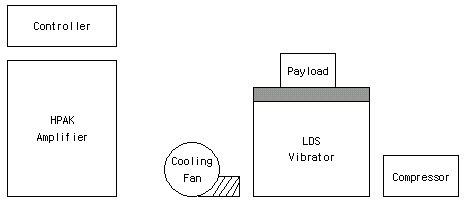 Controller
HPAK
Amplifier
Cooling
Fan
Payload
LDS
Vibrator
Compressor